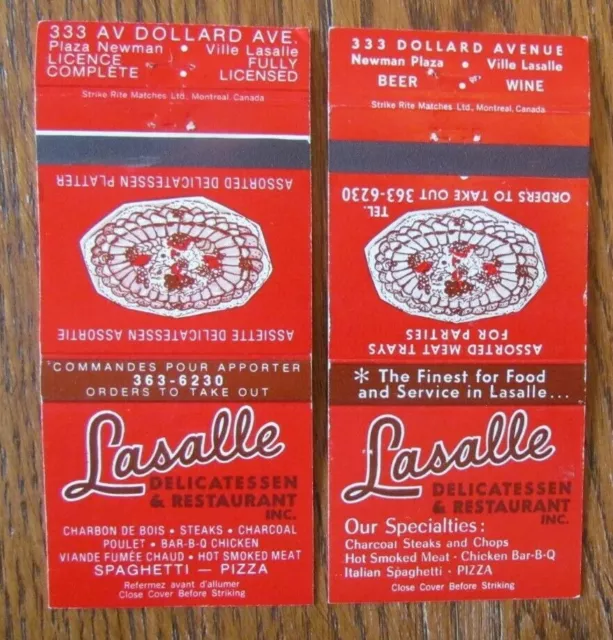 333 AV DOLLARD AVE.
Plaza Newman • Ville Lasalle
LICENCE FULLY
COMPLÈTE • LICENSED
Strike Rite Matches Ltd., Montreal, Canada
ASSORTED DELICATESSEN PLATTER
ASSIETTE DELICATESSEN ASSORTIE
*COMMANDES POUR APPORTER
363-6230
ORDERS TO TAKE OUT
Lasalle
DELICATESSEN
& RESTAURANT
INC.
CHARBON DE BOIS • STEAKS • CHARCOAL
POULET • BAR-B-Q CHICKEN
VIANDE FUMÉE CHAUD • HOT SMOKED MEAT
SPAGHETTI — PIZZA
Refermez avant d'allumer
Close Cover Before Striking
333 DOLLARD AVENUE
Newman Plaza • Ville Lasalle
BEER • WINE
Strike Rite Matches Ltd., Montreal, Canada
ORDERS TO TAKE OUT 363-6230
TEL.
ASSORTED MEAT TRAYS
FOR PARTIES
* The Finest for Food
and Service in Lasalle...
Lasalle
DELICATESSEN
& RESTAURANT
INC.
Our Specialties:
Charcoal Steaks and Chops
Hot Smoked Meat • Chicken Bar-B-Q
Italian Spaghetti • PIZZA
Close Cover Before Striking